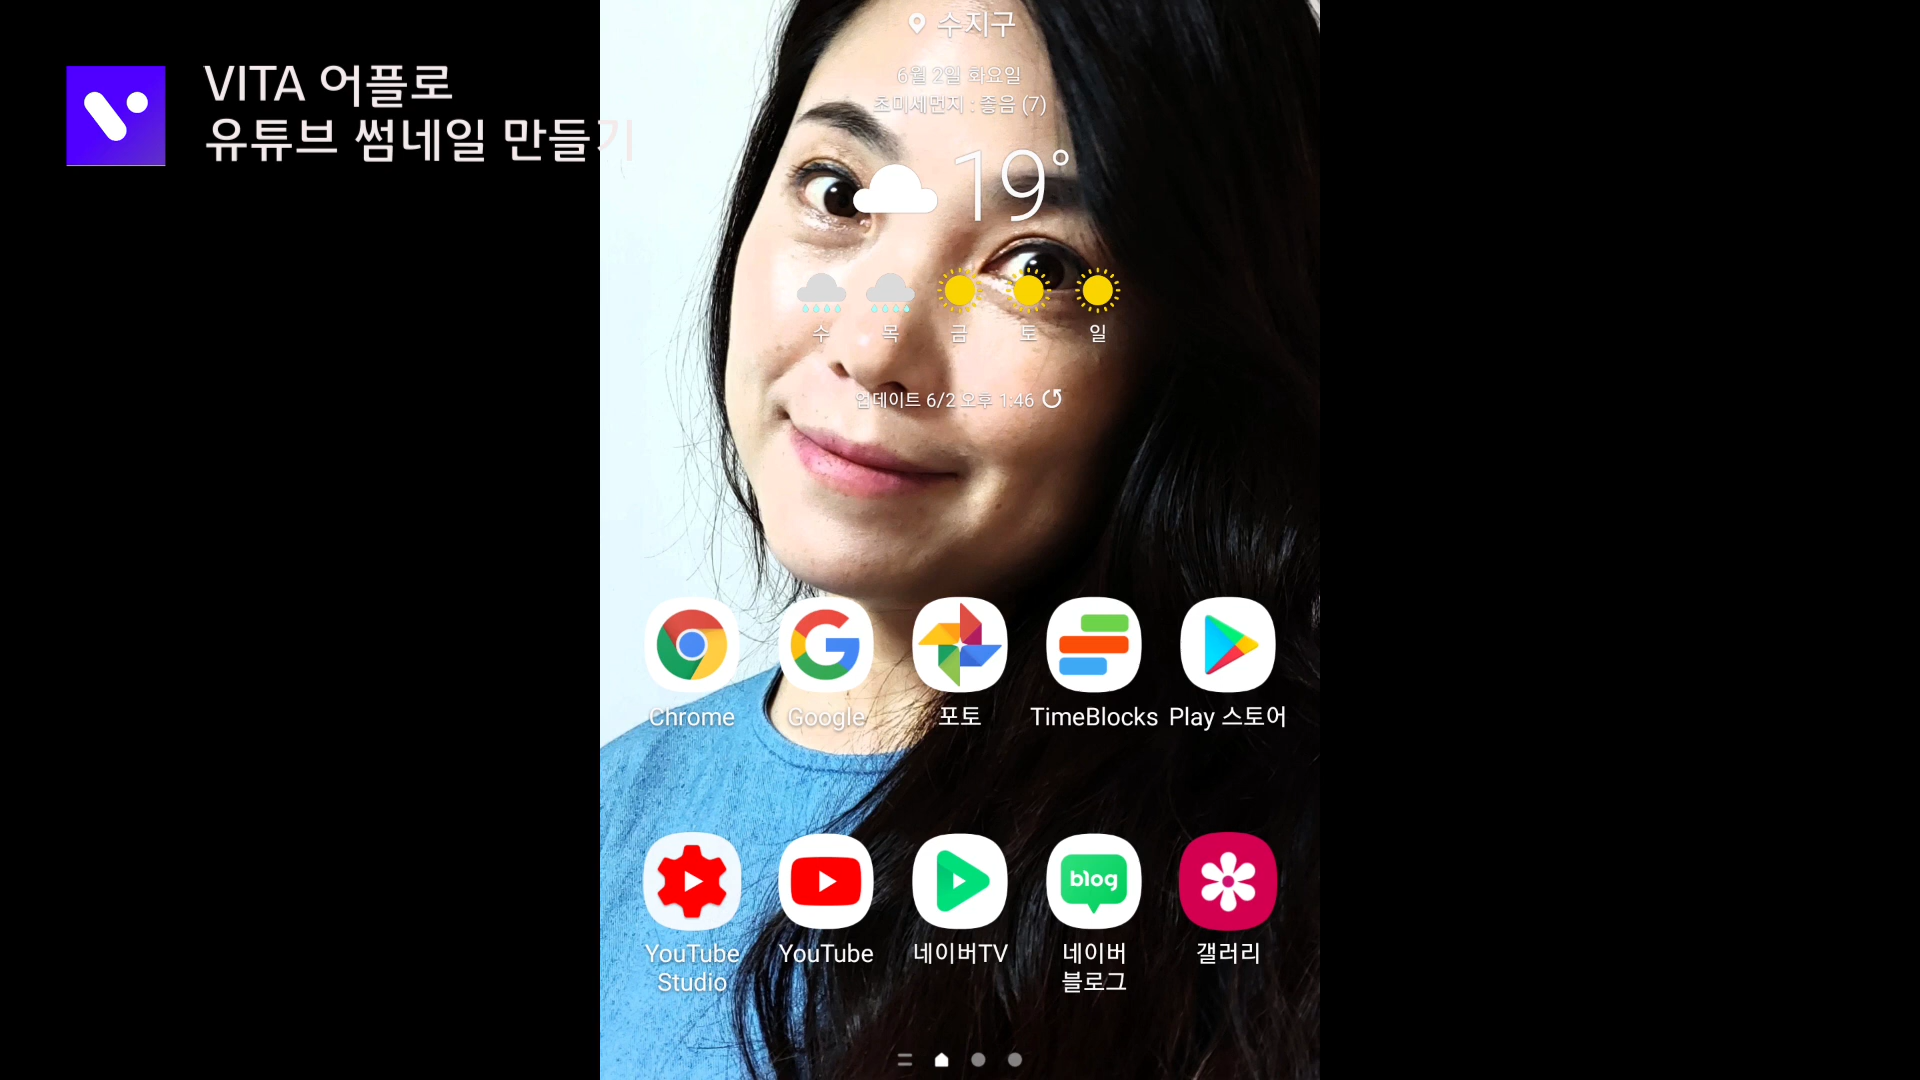 VITA 어플로
유튜브 썸네일 만들기
수지구
6월 2일 화요일
초미세먼지 : 좋음 (7)
19°
수 목 금 토 일
업데이트 6/2 오후 1:46
Chrome Google 포토 TimeBlocks Play 스토어
blog
YouTube Studio
YouTube
네이버TV
네이버
블로그
갤러리